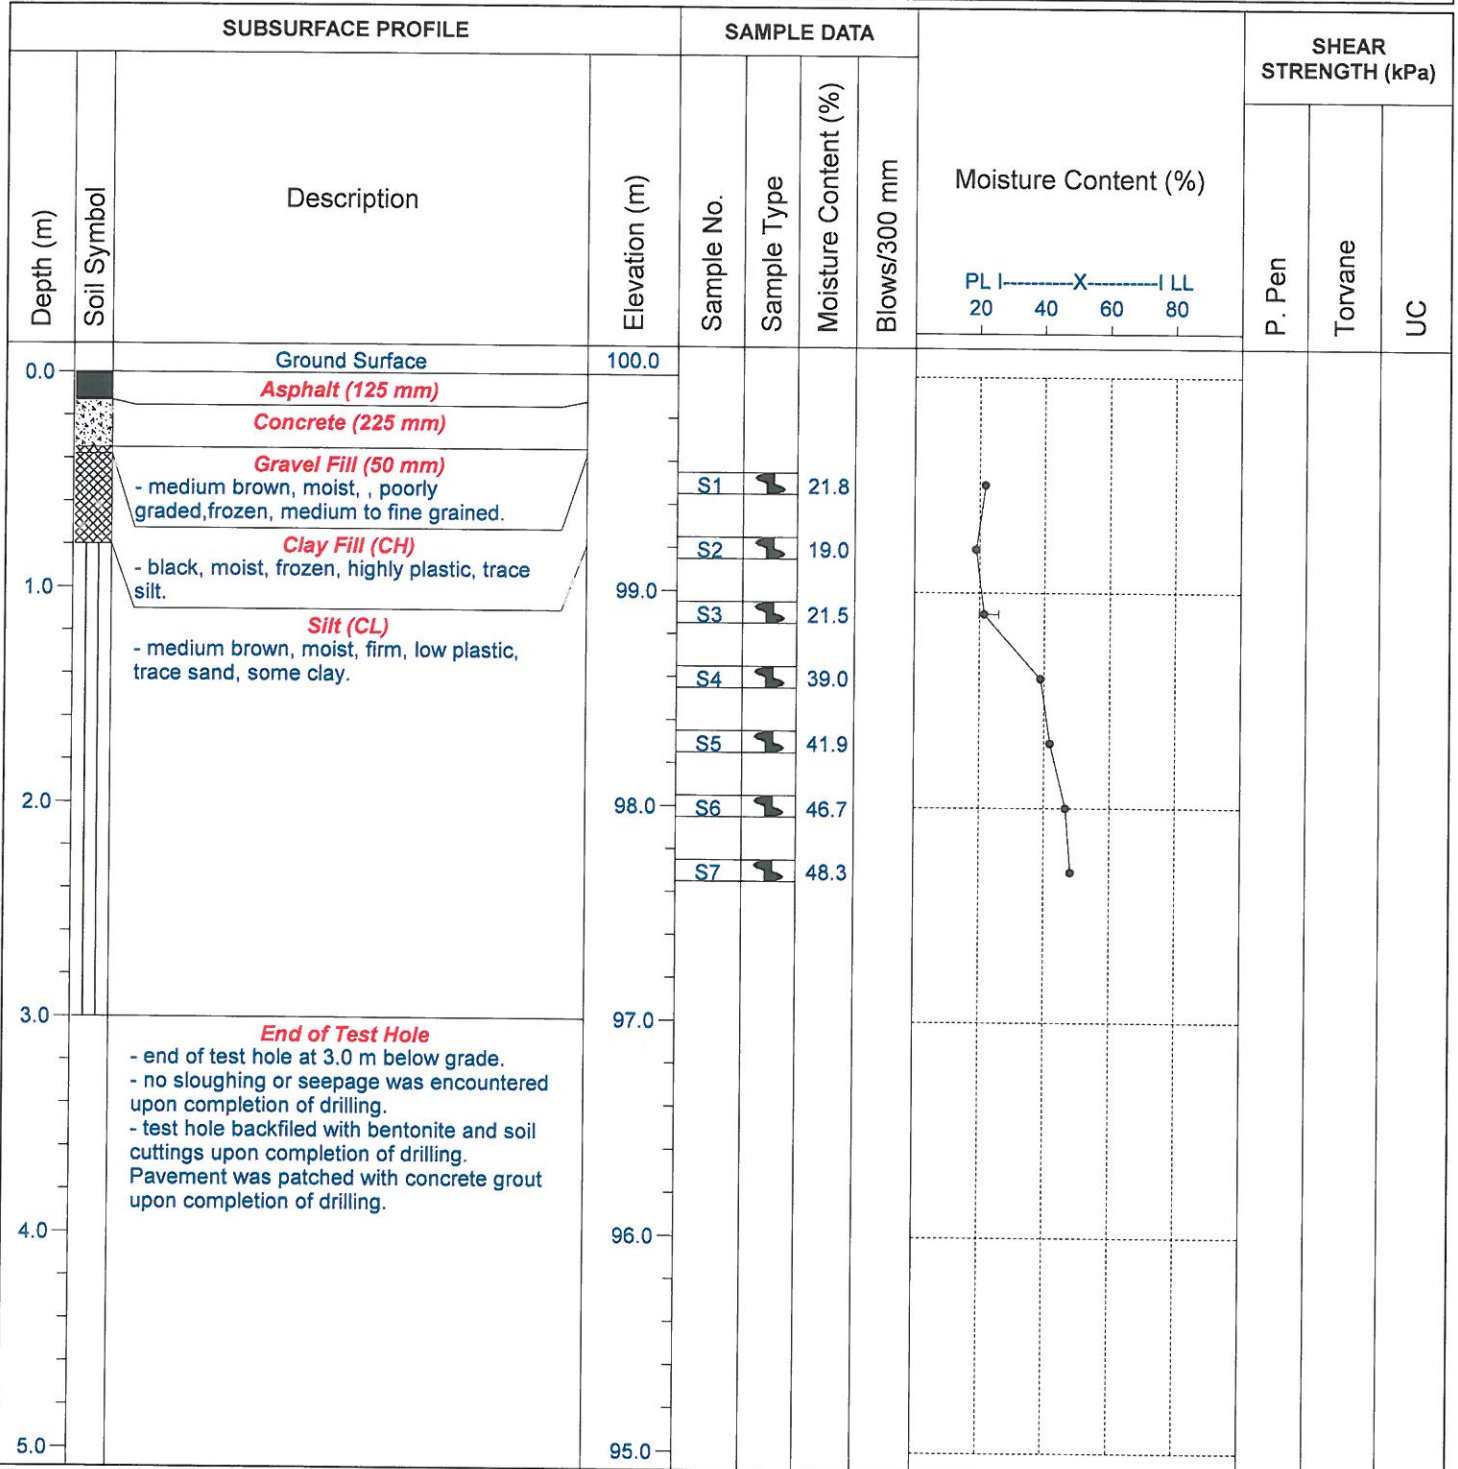 SUBSURFACE PROFILE
SAMPLE DATA
SHEAR
STRENGTH (kPa)
Depth (m)
Soil Symbol
Description
Elevation (m)
Sample No.
Sample Type
Moisture Content (%)
Blows/300 mm
Moisture Content (%)
PL I----------X----------I LL
20 40 60 80
P. Pen
Torvane
UC
0.0
Ground Surface
100.0
Asphalt (125 mm)
Concrete (225 mm)
Gravel Fill (50 mm)
- medium brown, moist, , poorly
graded,frozen, medium to fine grained.
S1 21.8
Clay Fill (CH)
- black, moist, frozen, highly plastic, trace
silt.
S2 19.0
1.0
99.0
Silt (CL)
- medium brown, moist, firm, low plastic,
trace sand, some clay.
S3 21.5
S4 39.0
S5 41.9
2.0
98.0
S6 46.7
S7 48.3
3.0
97.0
End of Test Hole
- end of test hole at 3.0 m below grade.
- no sloughing or seepage was encountered
upon completion of drilling.
- test hole backfiled with bentonite and soil
cuttings upon completion of drilling.
Pavement was patched with concrete grout
upon completion of drilling.
4.0
96.0
5.0
95.0